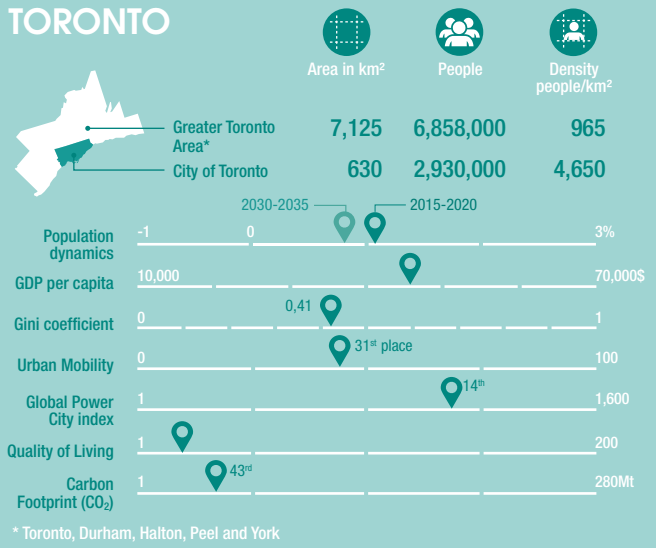 TORONTO
Area in km²
People
Density
people/km²
Greater Toronto
Area*
7,125
6,858,000
965
City of Toronto
630
2,930,000
4,650
2030-2035
2015-2020
Population
dynamics
-1
0
3%
GDP per capita
10,000
70,000$
Gini coefficient
0
0,41
1
Urban Mobility
0
31st place
100
Global Power
City index
1
14th
1,600
Quality of Living
1
200
Carbon
Footprint (CO₂)
1
43rd
280Mt
* Toronto, Durham, Halton, Peel and York